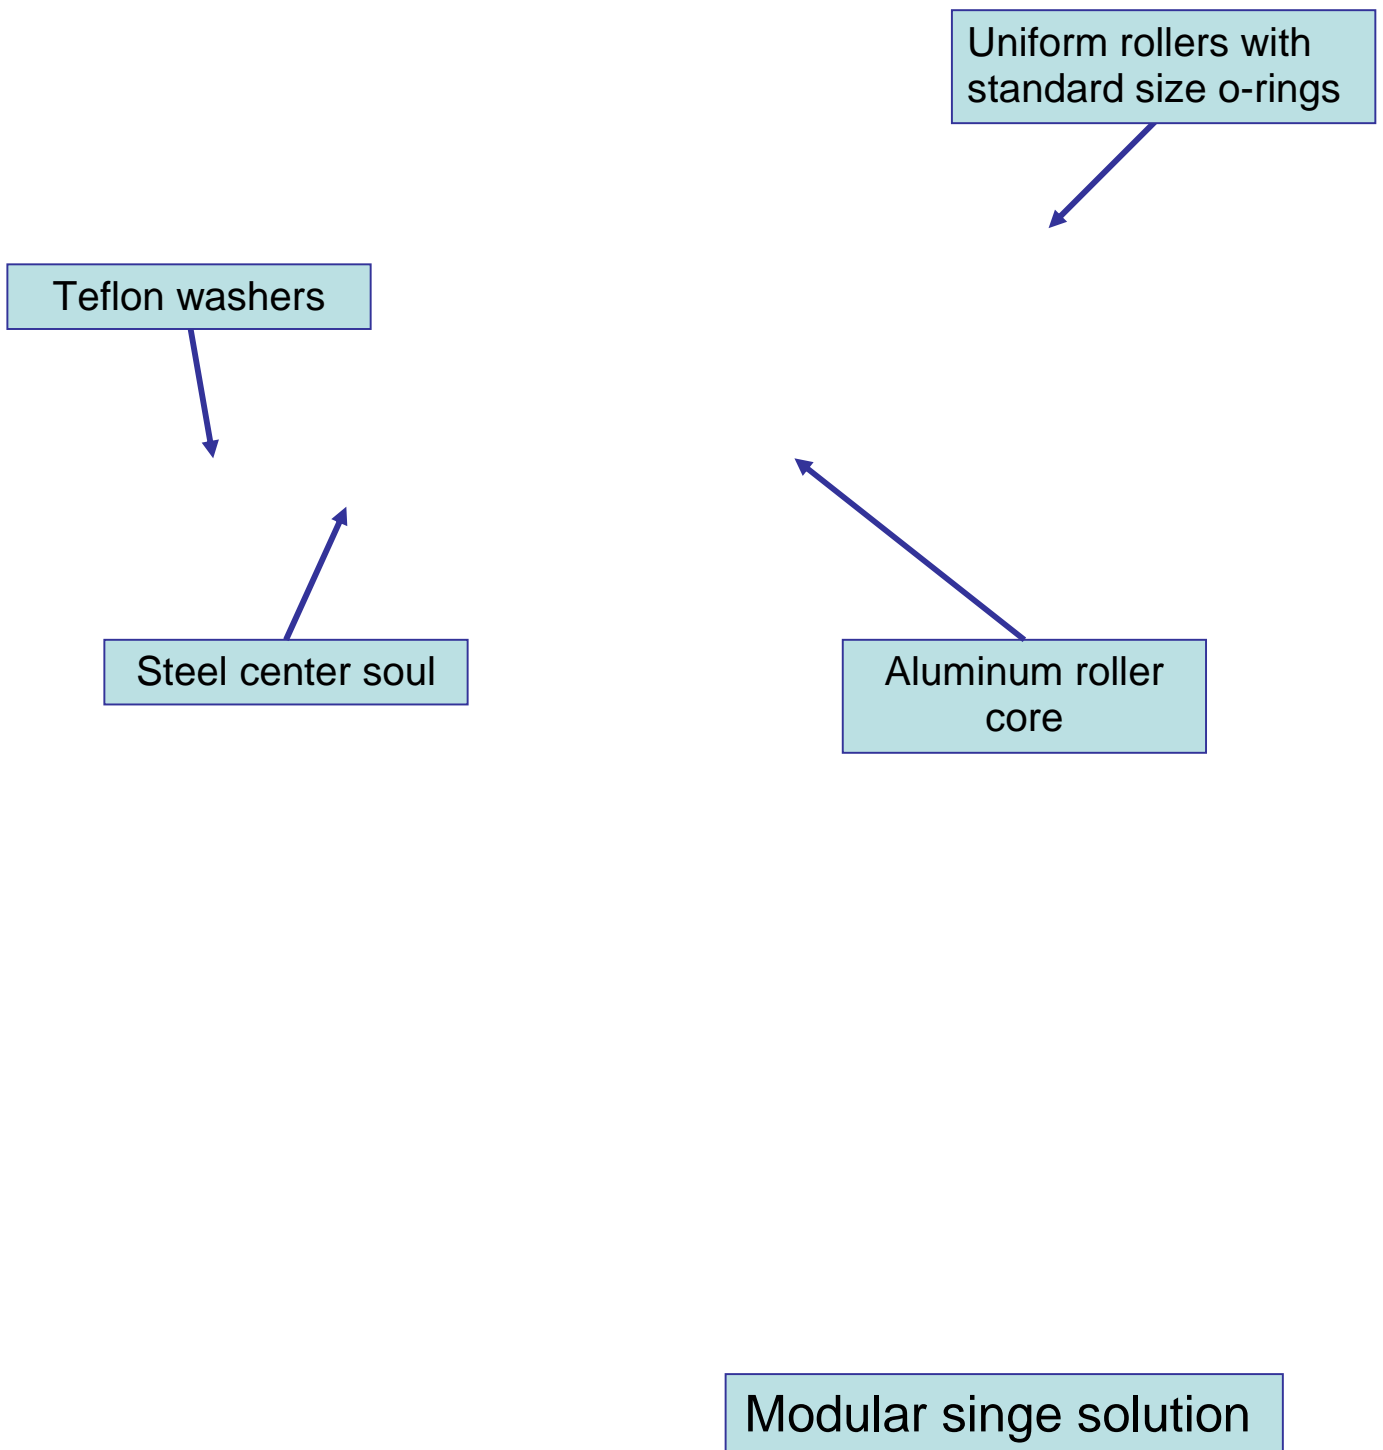 Uniform rollers with
standard size o-rings
Teflon washers
Steel center soul
Aluminum roller
core
Modular singe solution